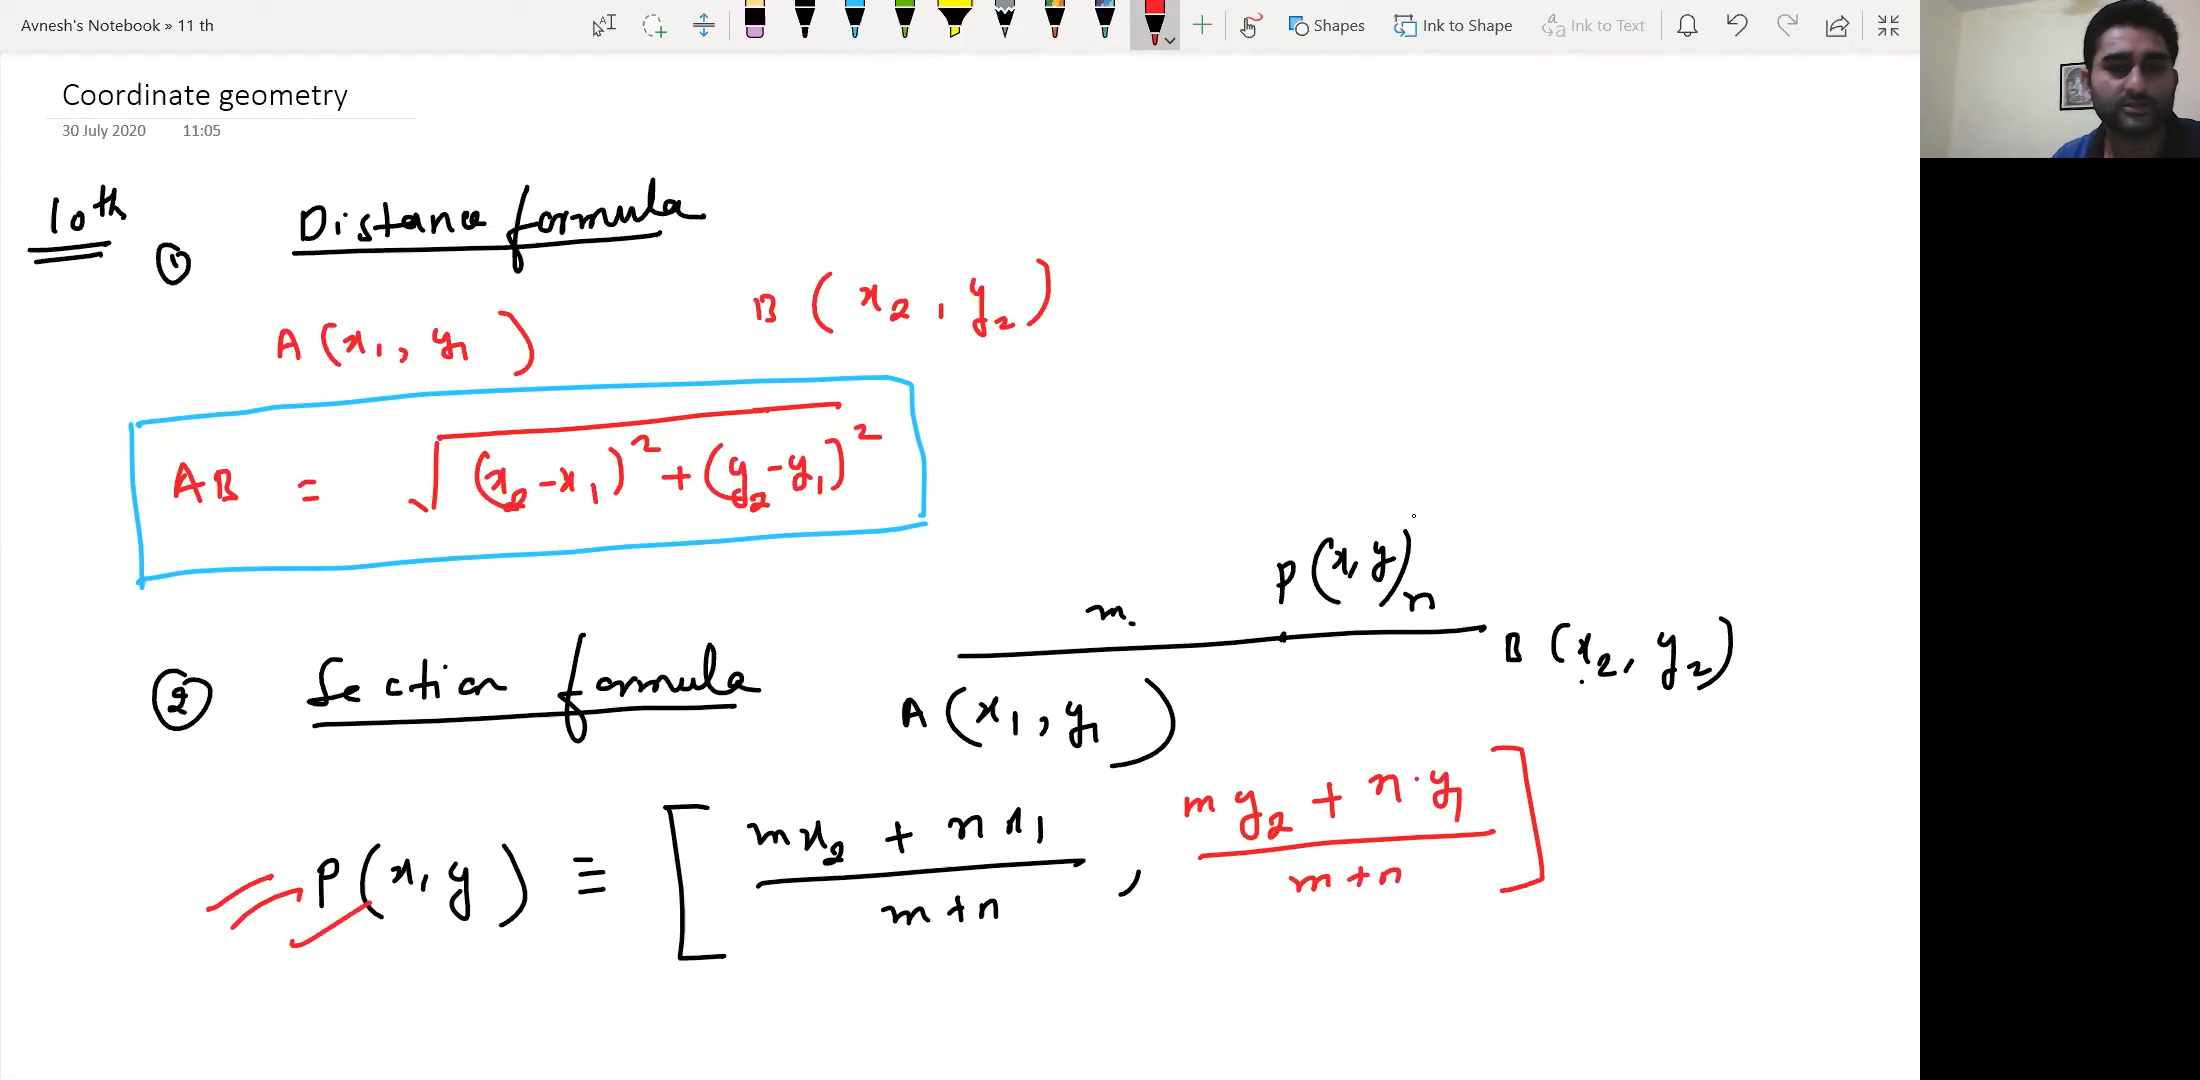 Avnesh's Notebook » 11 th
Shapes Ink to Shape Ink to Text
Coordinate geometry
30 July 2020 11:05
10th
① Distance formula
A (x₁, y₁) B (x₂, y₂)
AB = √(x₂-x₁)² + (y₂-y₁)²
m P(x, y) n
② Section formula
A (x₁, y₁) B (x₂, y₂)
P(x, y) ≡ [ (mx₂ + nx₁)/(m+n) , (my₂ + n·y₁)/(m+n) ]